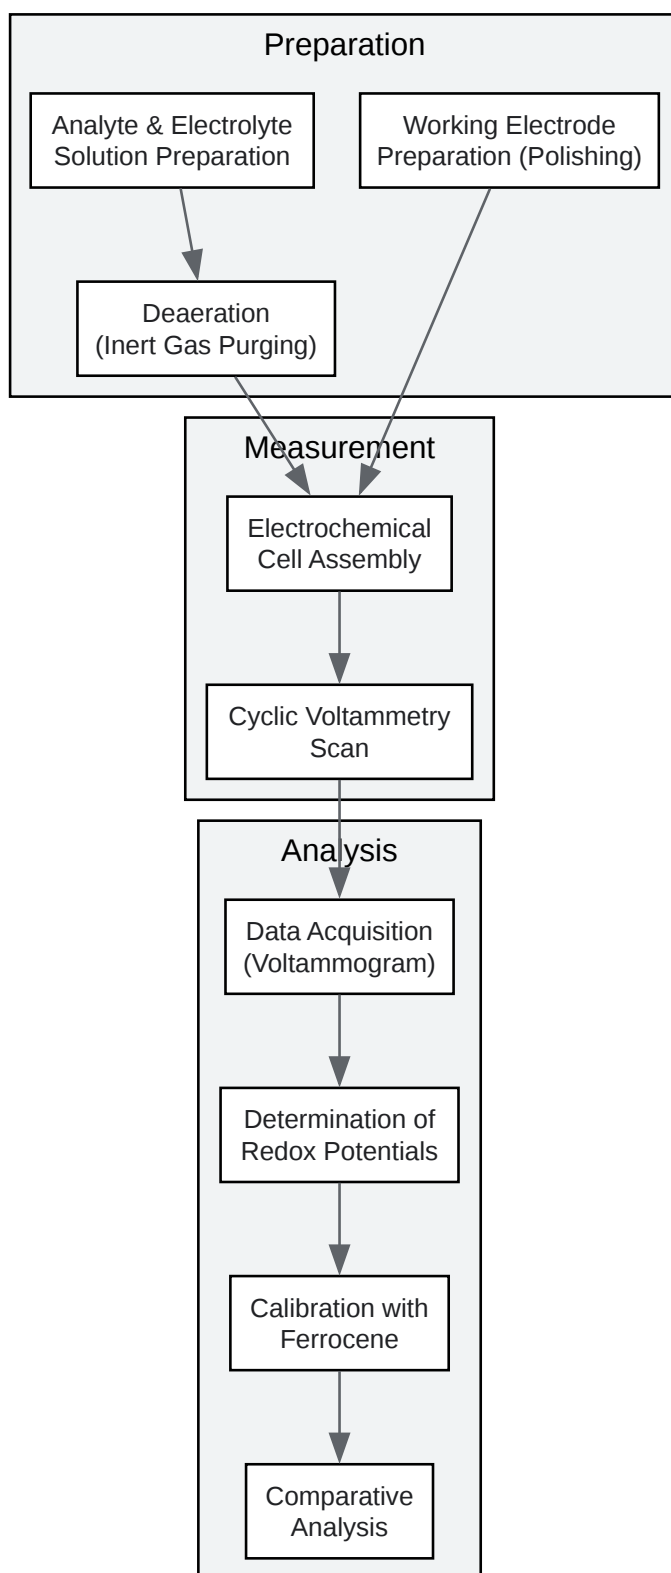 Preparation
Analyte & Electrolyte
Solution Preparation
Working Electrode
Preparation (Polishing)
Deaeration
(Inert Gas Purging)
Measurement
Electrochemical
Cell Assembly
Cyclic Voltammetry
Scan
Analysis
Data Acquisition
(Voltammogram)
Determination of
Redox Potentials
Calibration with
Ferrocene
Comparative
Analysis